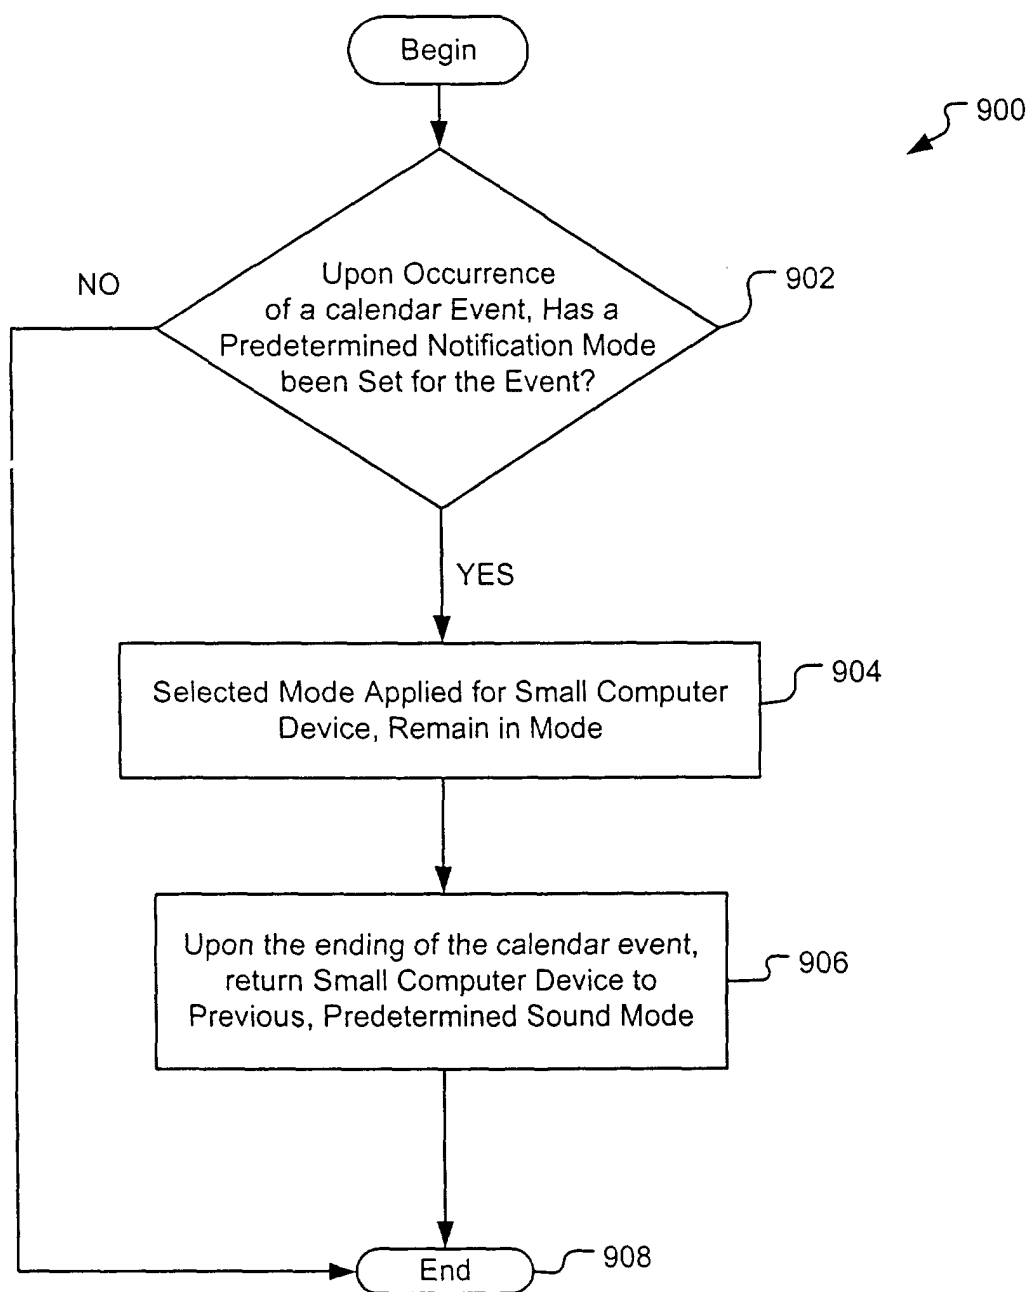 Begin
900
NO
Upon Occurrence
of a calendar Event, Has a
Predetermined Notification Mode
been Set for the Event?
902
YES
Selected Mode Applied for Small Computer
Device, Remain in Mode
904
Upon the ending of the calendar event,
return Small Computer Device to
Previous, Predetermined Sound Mode
906
End
908